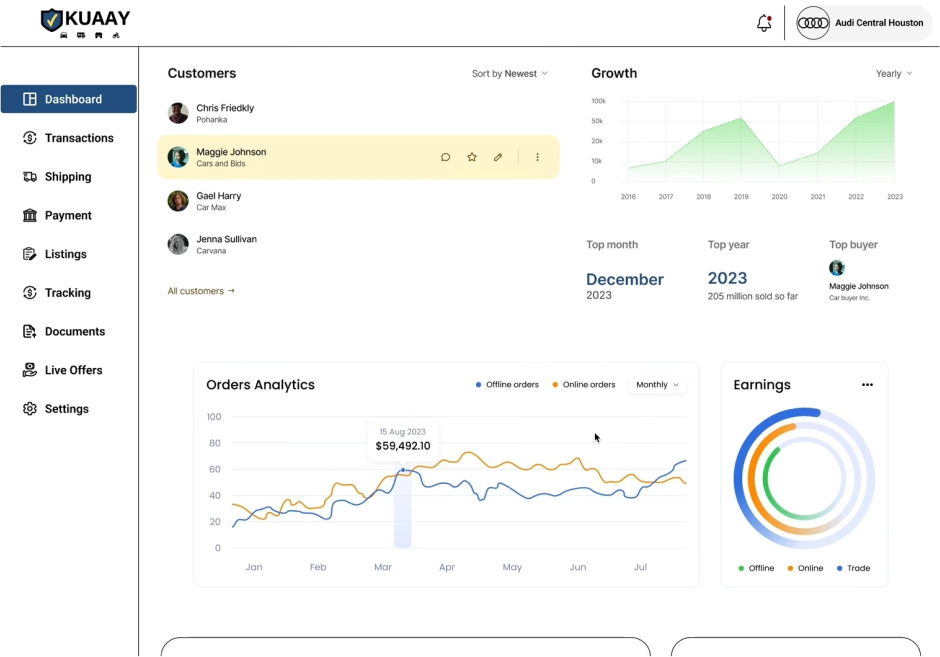 KUAAY
Audi Central Houston
Dashboard
Transactions
Shipping
Payment
Listings
Tracking
Documents
Live Offers
Settings
Customers
Sort by Newest
Chris Friedkly
Pohanka
Maggie Johnson
Cars and Bids
Gael Harry
Car Max
Jenna Sullivan
Carvana
All customers →
Growth
Yearly
100k
50k
20k
10k
0
2016 2017 2018 2019 2020 2021 2022 2023
Top month
December
2023
Top year
2023
205 million sold so far
Top buyer
Maggie Johnson
Car buyer Inc.
Orders Analytics
Offline orders
Online orders
Monthly
100
80
60
40
20
0
15 Aug 2023
$59,492.10
Jan Feb Mar Apr May Jun Jul
Earnings
Offline Online Trade